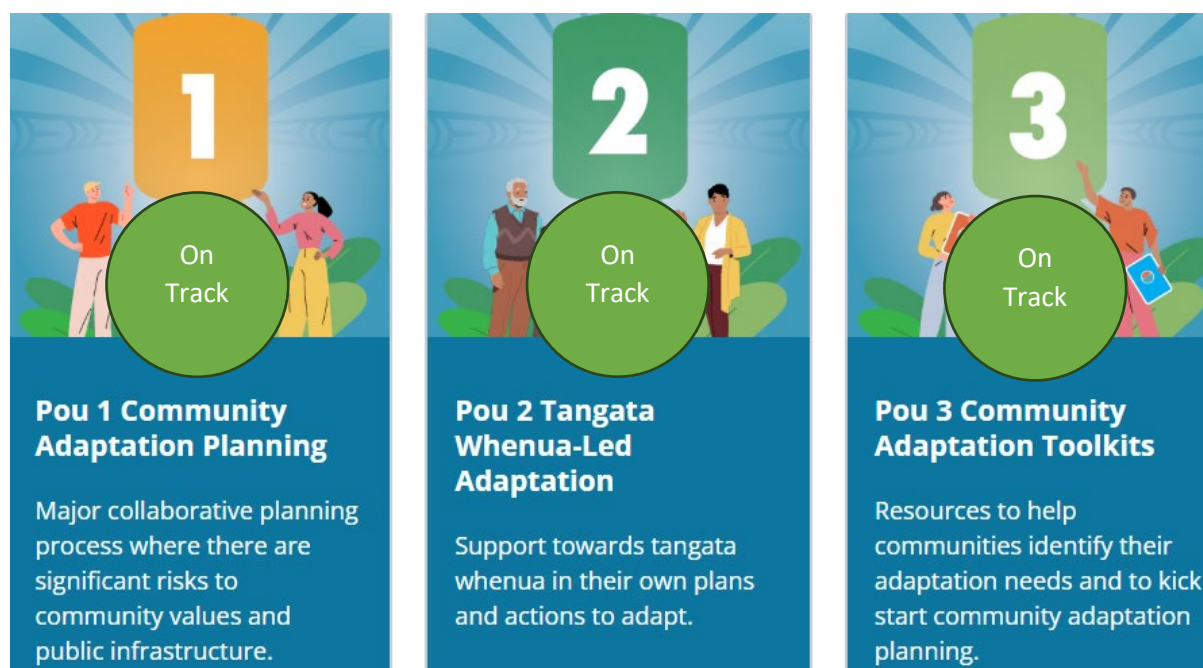 1
On
Track
Pou 1 Community
Adaptation Planning
Major collaborative planning
process where there are
significant risks to
community values and
public infrastructure.
2
On
Track
Pou 2 Tangata
Whenua-Led
Adaptation
Support towards tangata
whenua in their own plans
and actions to adapt.
3
On
Track
Pou 3 Community
Adaptation Toolkits
Resources to help
communities identify their
adaptation needs and to kick
start community adaptation
planning.